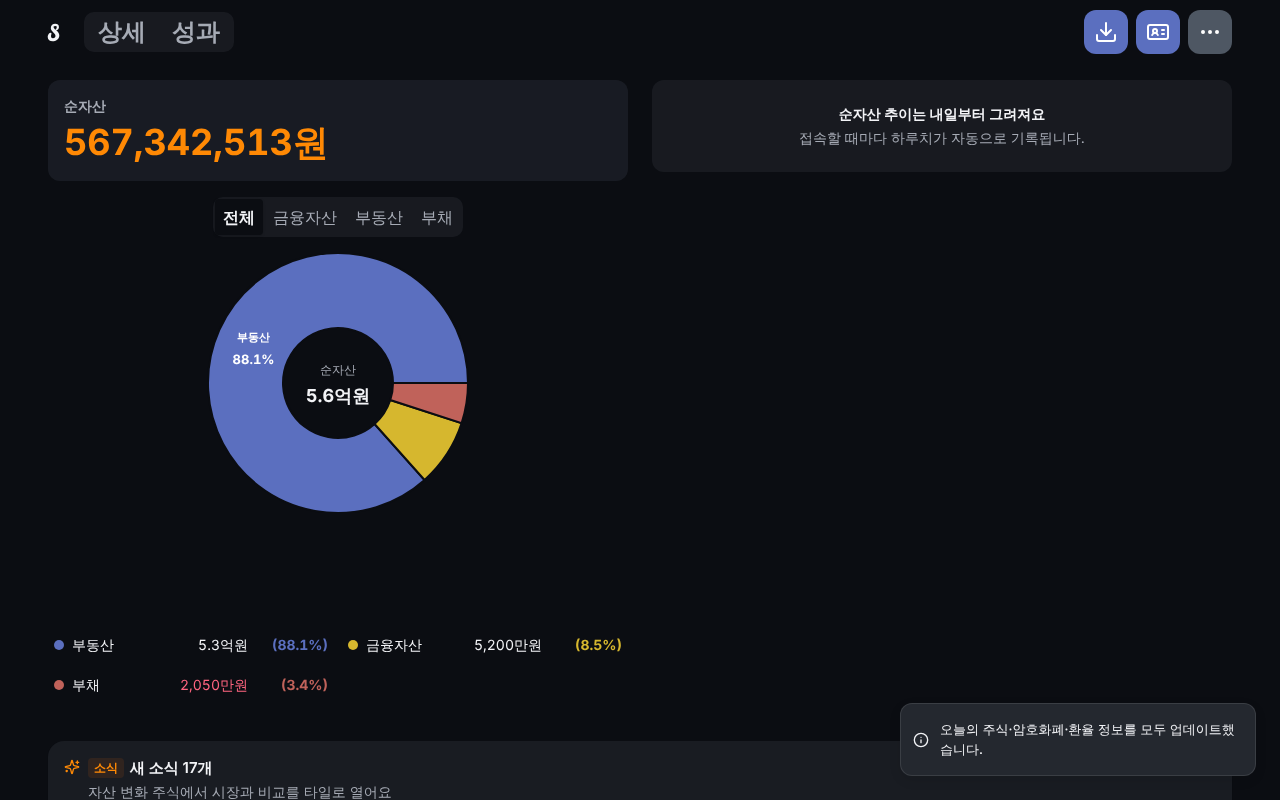 S
상세 성과
순자산
567,342,513원
순자산 추이는 내일부터 그려져요
접속할 때마다 하루치가 자동으로 기록됩니다.
전체 금융자산 부동산 부채
부동산
88.1%
순자산
5.6억원
부동산 5.3억원 (88.1%) 금융자산 5,200만원 (8.5%)
부채 2,050만원 (3.4%)
오늘의 주식·암호화폐·환율 정보를 모두 업데이트했
습니다.
소식 새 소식 17개
자산 변화 주식에서 시장과 비교를 타일로 열어요